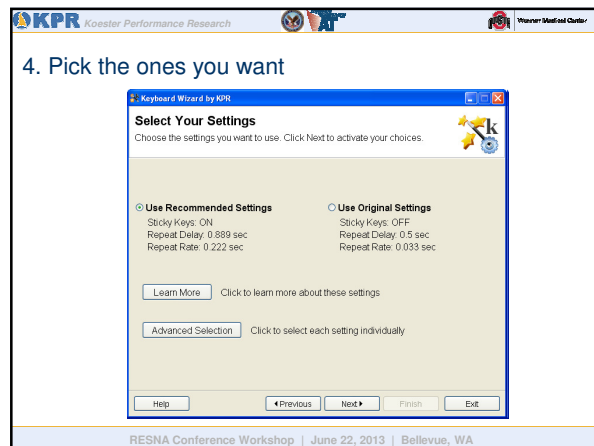 KPR Koester Performance Research
Wexner Medical Center
4. Pick the ones you want
Keyboard Wizard by KPR
Select Your Settings
Choose the settings you want to use. Click Next to activate your choices.
k
Use Recommended Settings
Sticky Keys: ON
Repeat Delay: 0.889 sec
Repeat Rate: 0.222 sec
Use Original Settings
Sticky Keys: OFF
Repeat Delay: 0.5 sec
Repeat Rate: 0.033 sec
Learn More Click to learn more about these settings
Advanced Selection Click to select each setting individually
Help Previous Next Finish Exit
RESNA Conference Workshop | June 22, 2013 | Bellevue, WA